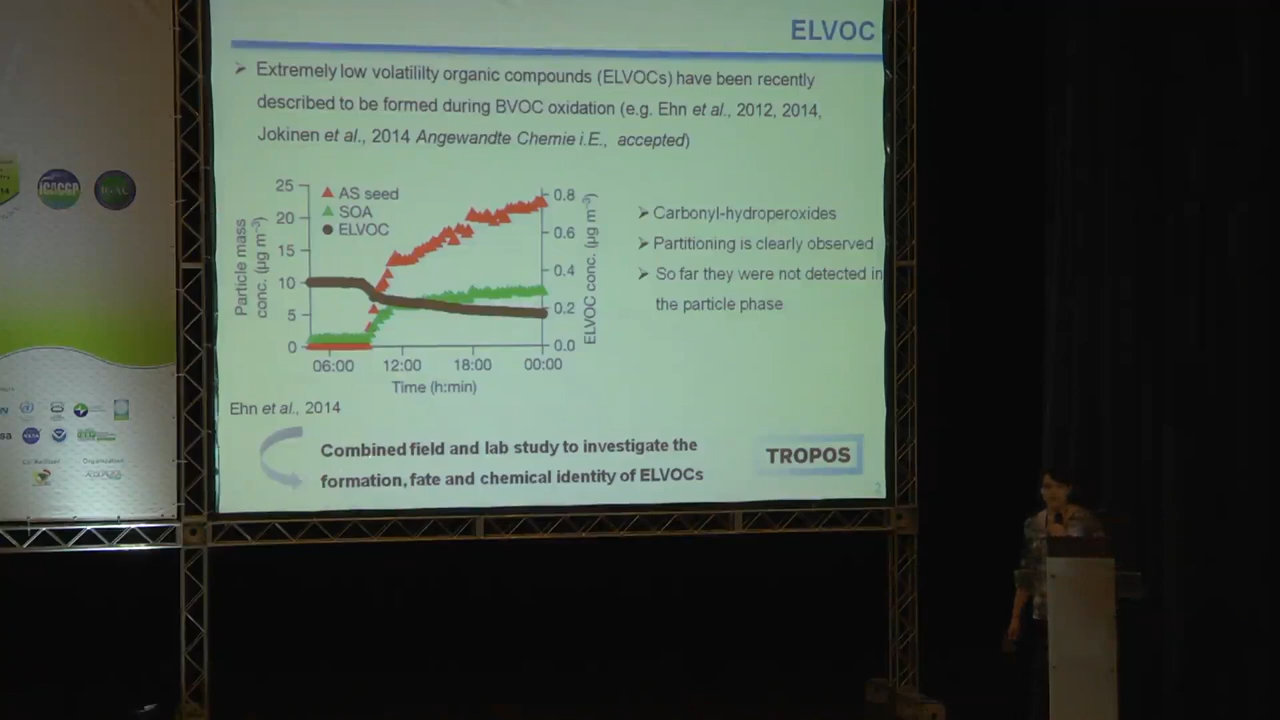 ELVOC
➢ Extremely low volatililty organic compounds (ELVOCs) have been recently
described to be formed during BVOC oxidation (e.g. Ehn et al., 2012, 2014,
Jokinen et al., 2014 Angewandte Chemie i.E., accepted)
25
20
15
10
5
0
Particle mass
conc. (µg m⁻³)
AS seed
SOA
ELVOC
0.8
0.6
0.4
0.2
0.0
ELVOC conc. (µg m⁻³)
06:00 12:00 18:00 00:00
Time (h:min)
➢ Carbonyl-hydroperoxides
➢ Partitioning is clearly observed
➢ So far they were not detected in
the particle phase
Ehn et al., 2014
Combined field and lab study to investigate the
formation, fate and chemical identity of ELVOCs
TROPOS
2
iCACGP